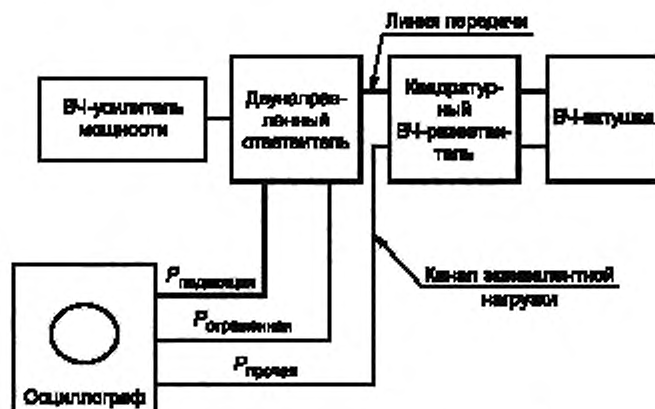 Линия передачи
ВЧ-усилитель
мощности
Двунаправ-
ленный
ответвитель
Квадратур-
ный
ВЧ-разветви-
тель
ВЧ-катушка
Pпадающая
Pотражённая
Pпрочая
Канал эквивалентной
нагрузки
Осциллограф